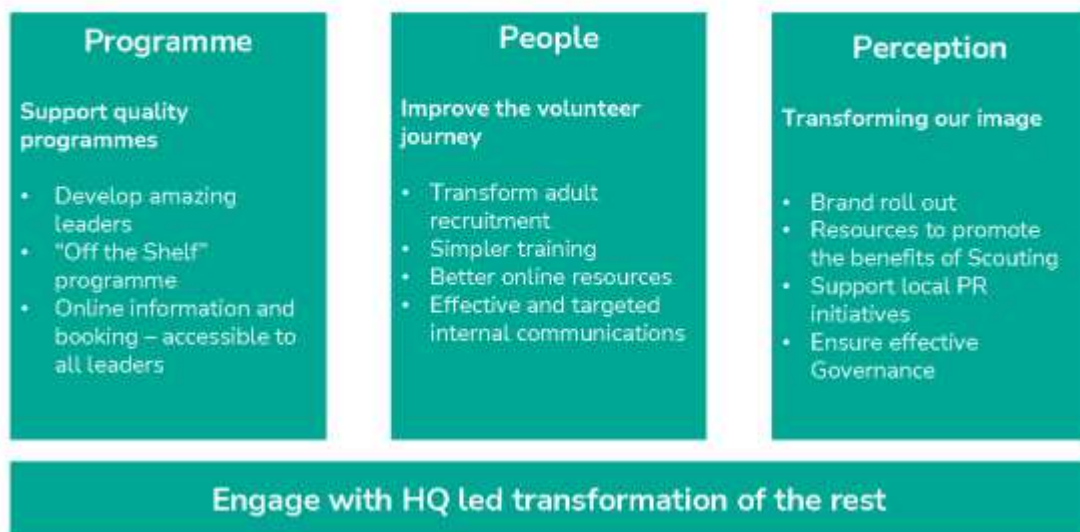 Programme
Support quality
programmes
• Develop amazing
leaders
• "Off the Shelf"
programme
• Online information and
booking – accessible to
all leaders
People
Improve the volunteer
journey
• Transform adult
recruitment
• Simpler training
• Better online resources
• Effective and targeted
internal communications
Perception
Transforming our image
• Brand roll out
• Resources to promote
the benefits of Scouting
• Support local PR
initiatives
• Ensure effective
Governance
Engage with HQ led transformation of the rest